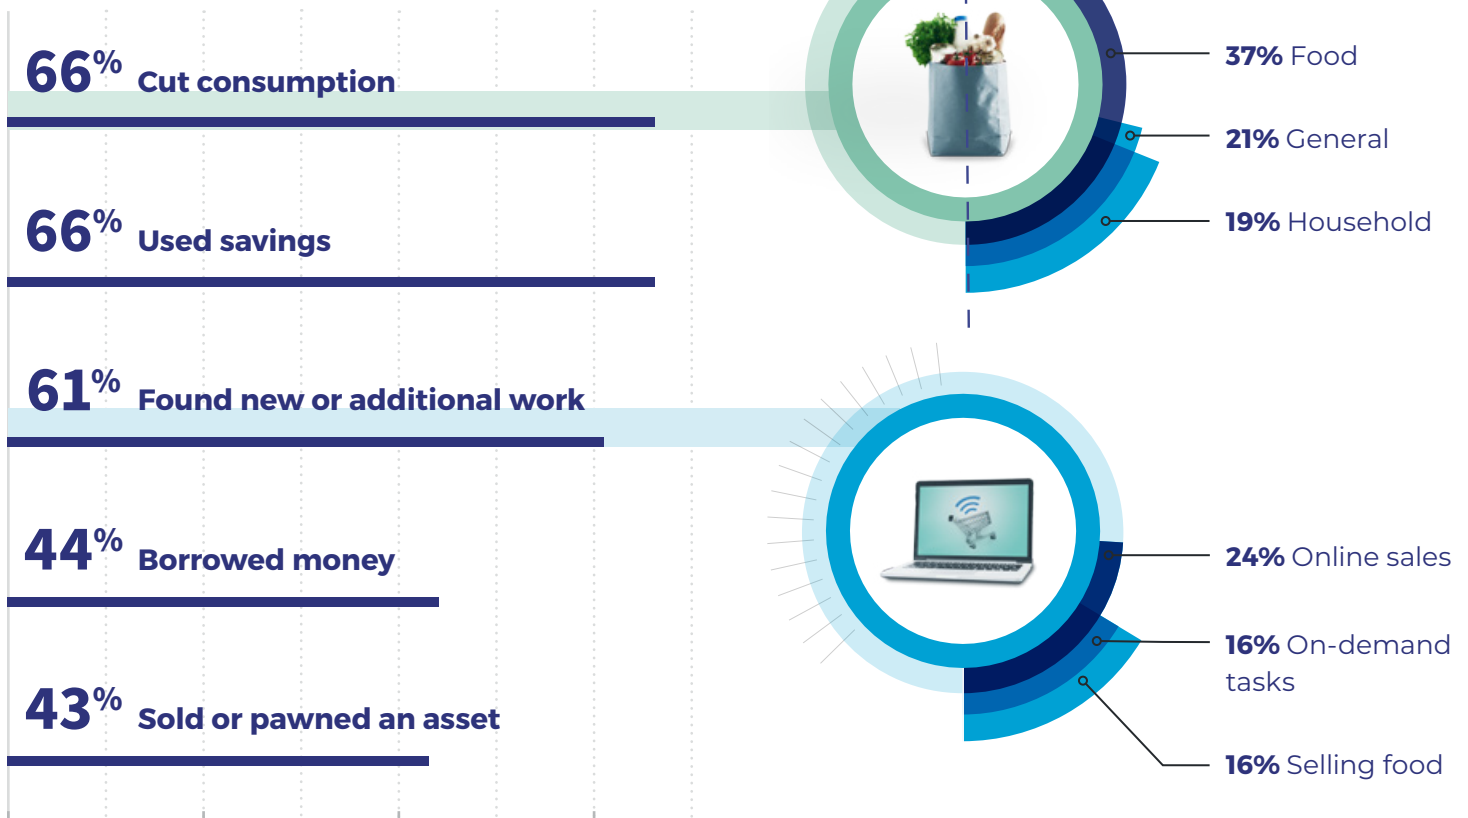 66% Cut consumption
66% Used savings
61% Found new or additional work
44% Borrowed money
43% Sold or pawned an asset
37% Food
21% General
19% Household
24% Online sales
16% On-demand
tasks
16% Selling food